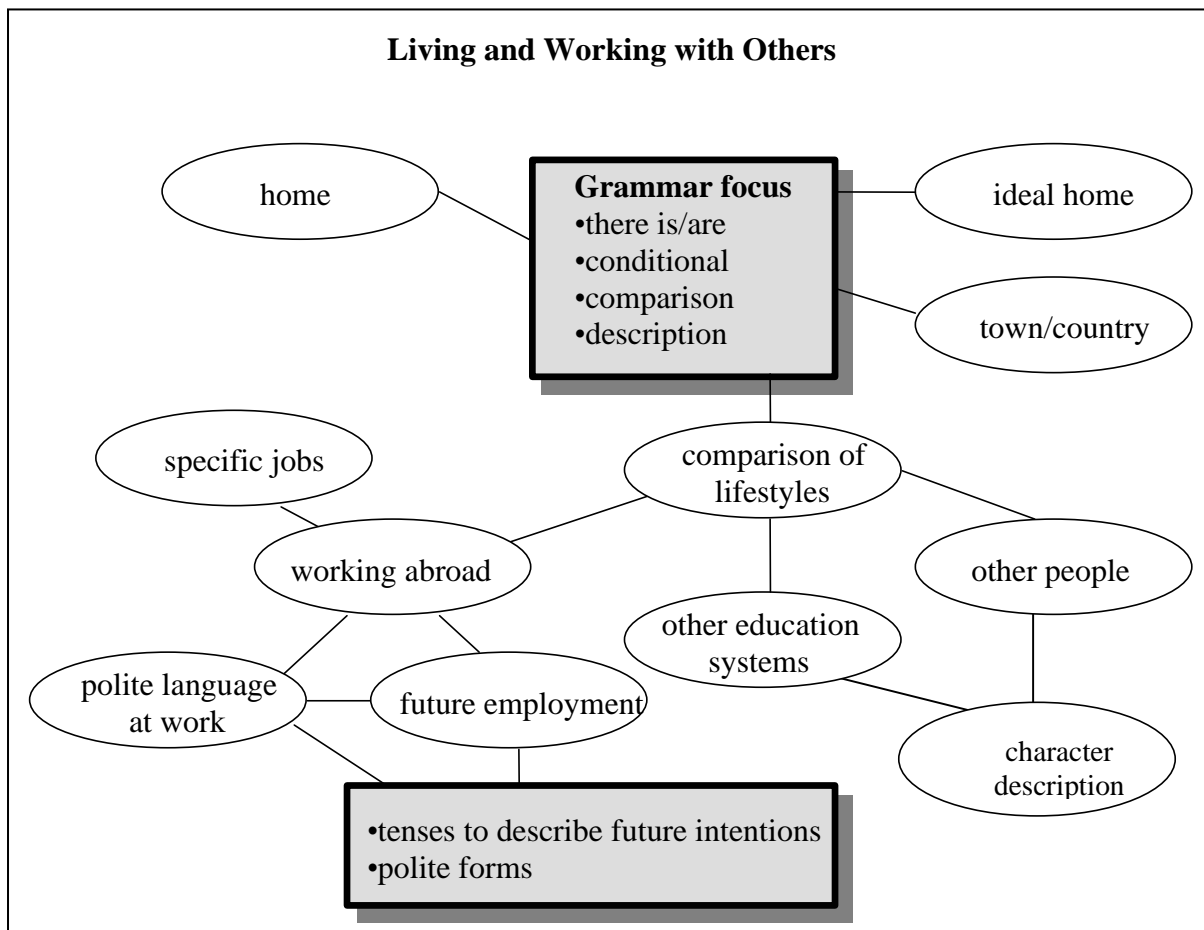 Living and Working with Others
home
Grammar focus
•there is/are
•conditional
•comparison
•description
ideal home
town/country
specific jobs
comparison of
lifestyles
working abroad
other people
other education
systems
polite language
at work
future employment
character
description
•tenses to describe future intentions
•polite forms